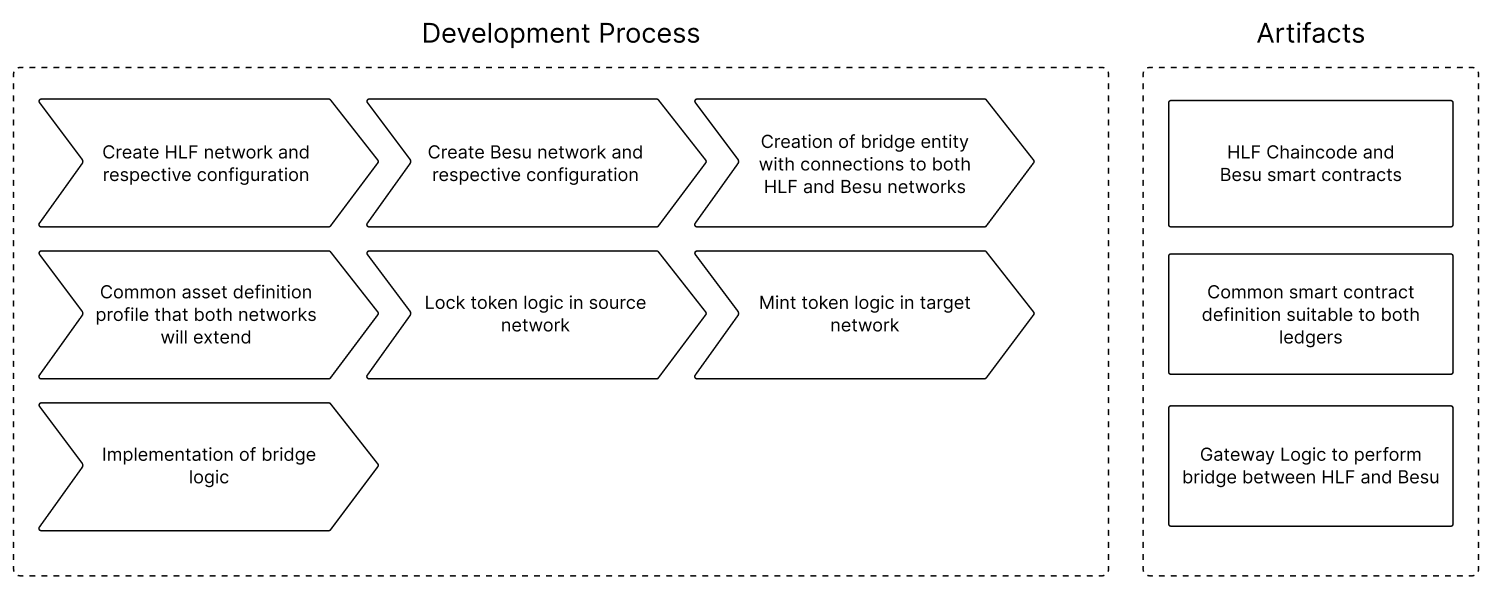 Development Process
Artifacts
Create HLF network and
respective configuration
Create Besu network and
respective configuration
Creation of bridge entity
with connections to both
HLF and Besu networks
HLF Chaincode and
Besu smart contracts
Common asset definition
profile that both networks
will extend
Lock token logic in source
network
Mint token logic in target
network
Common smart contract
definition suitable to both
ledgers
Implementation of bridge
logic
Gateway Logic to perform
bridge between HLF and Besu